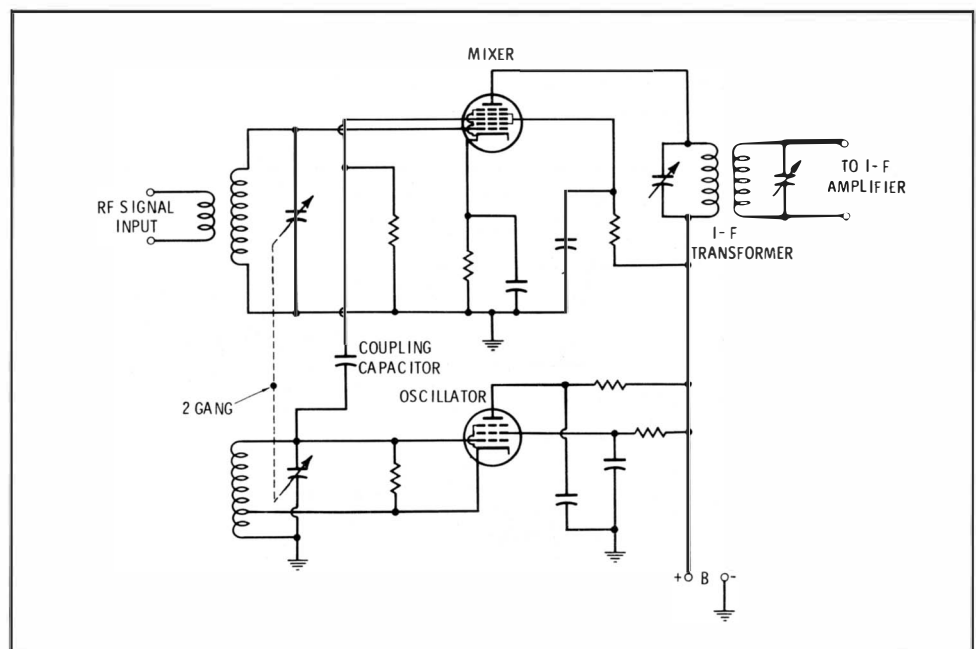 MIXER
RF SIGNAL
INPUT
TO I-F
AMPLIFIER
I-F
TRANSFORMER
COUPLING
CAPACITOR
2 GANG
OSCILLATOR
+ B -